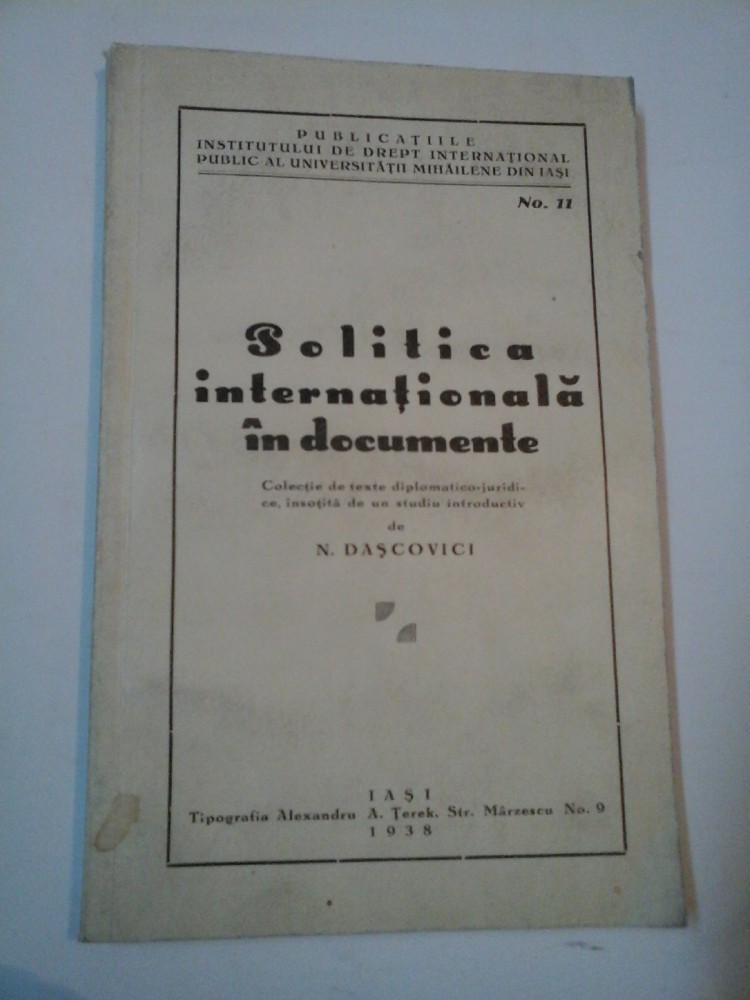 PUBLICAȚIILE
INSTITUTULUI DE DREPT INTERNAȚIONAL
PUBLIC AL UNIVERSITĂȚII MIHĂILENE DIN IAȘI
No. 11
Politica
internațională
în documente
Colecție de texte diplomatico-juridi-
ce, însoțită de un studiu introductiv
de
N. DAȘCOVICI
IAȘI
Tipografia Alexandru A. Țerek, Str. Mârzescu No. 9
1938